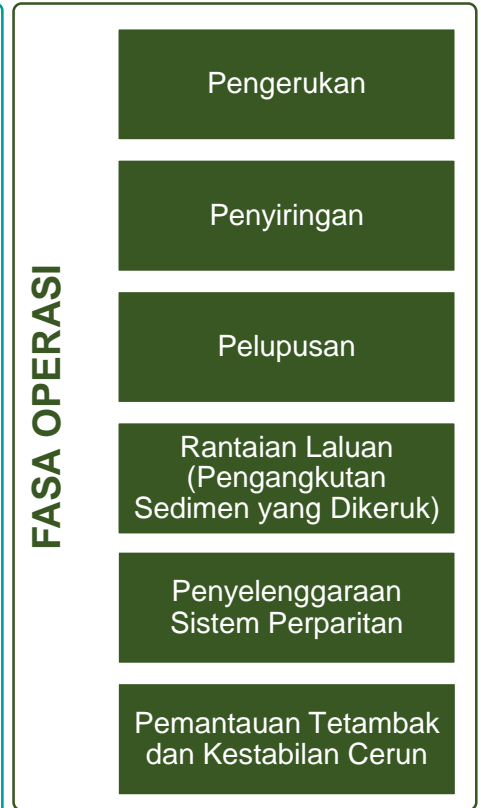 FASA OPERASI
Pengerukan
Penyiringan
Pelupusan
Rantaian Laluan
(Pengangkutan
Sedimen yang Dikeruk)
Penyelenggaraan
Sistem Perparitan
Pemantauan Tetambak
dan Kestabilan Cerun